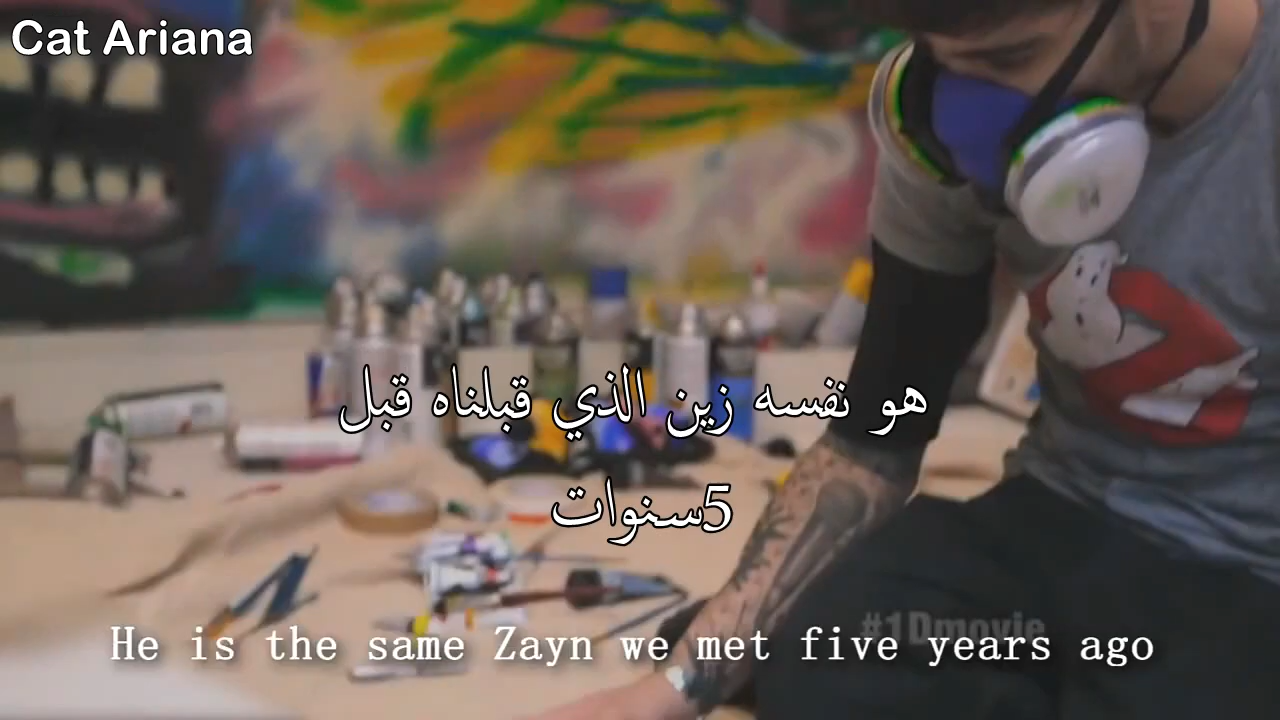 Cat Ariana
هو نفسه زين الذي قبلناه قبل
5سنوات
#1Dmovie
He is the same Zayn we met five years ago